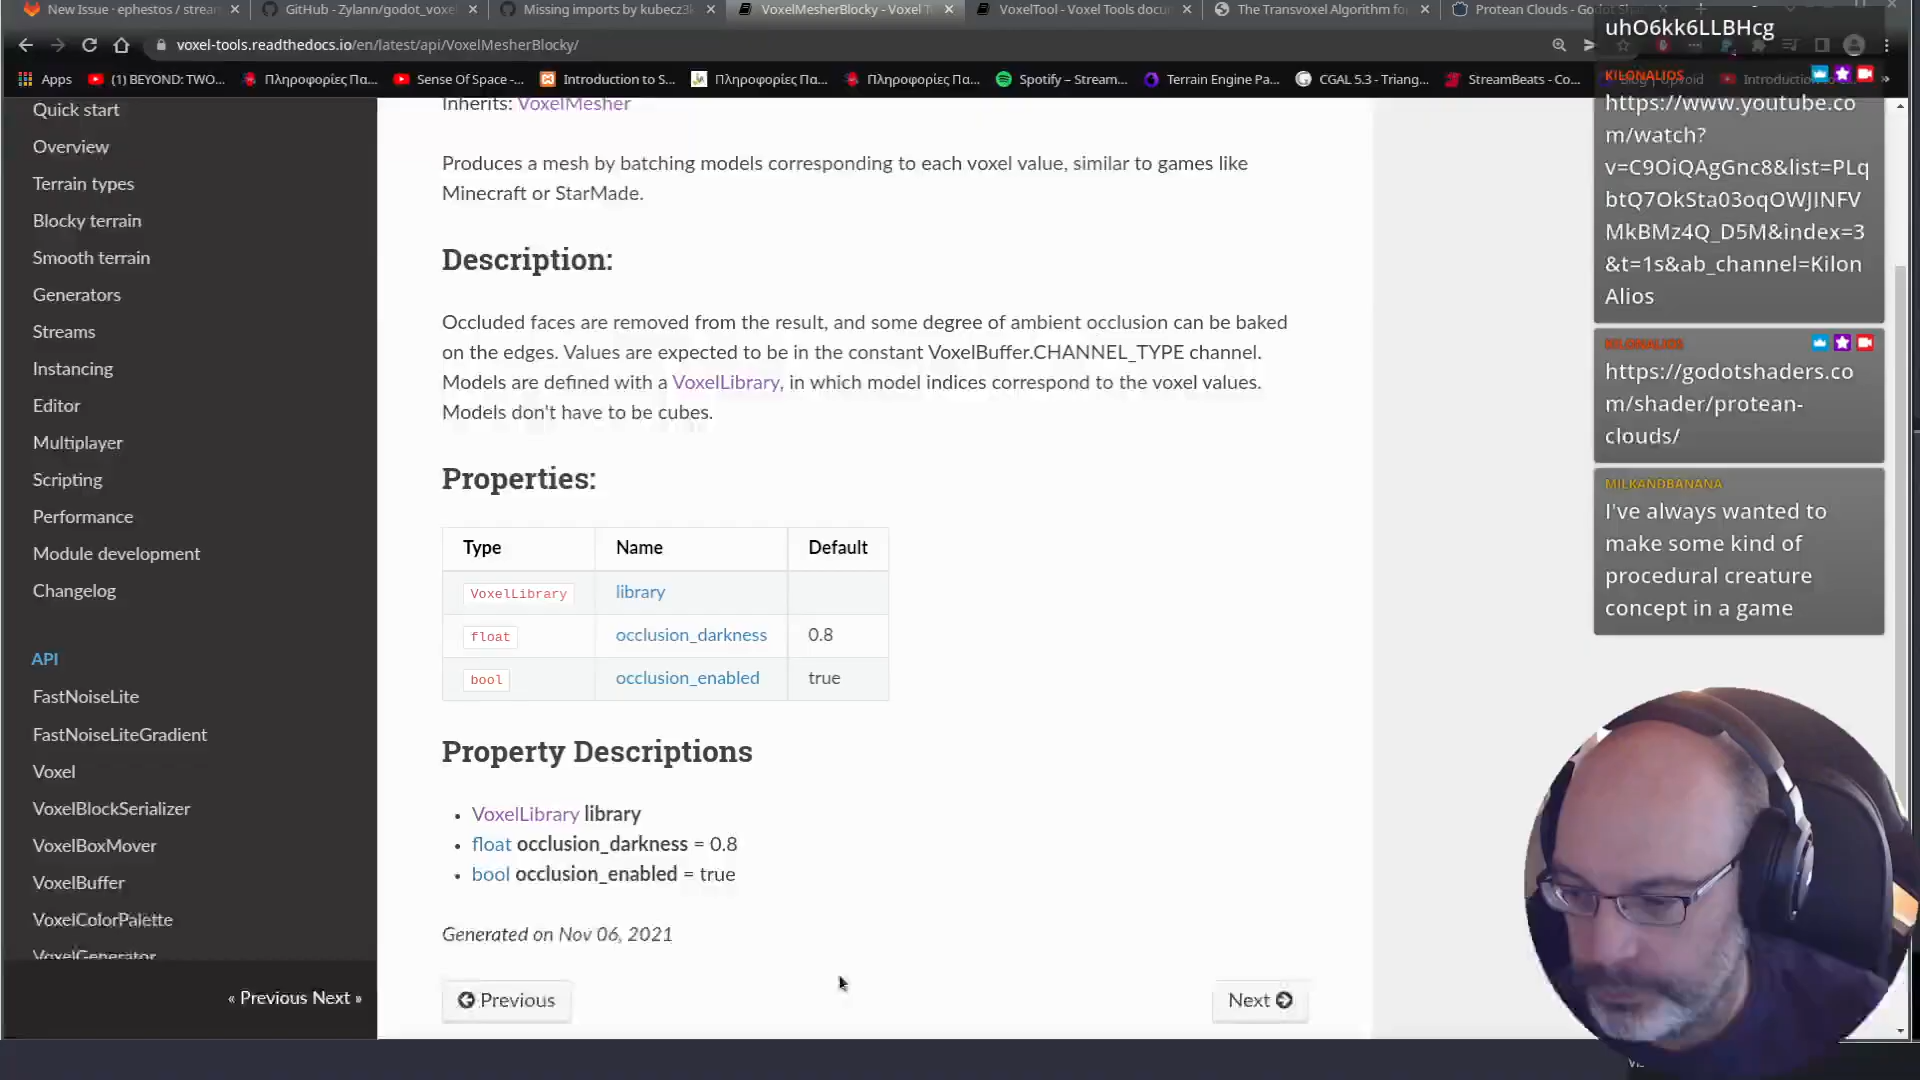 New Issue · ephestos / strea
GitHub - Zylann/godot_voxel
Missing imports by kubecz3k
VoxelMesherBlocky - Voxel T
VoxelTool - Voxel Tools docu
The Transvoxel Algorithm for
Protean Clouds - Godot Sha
voxel-tools.readthedocs.io/en/latest/api/VoxelMesherBlocky/
Apps
(1) BEYOND: TWO...
Πληροφορίες Πα...
Sense Of Space -...
Introduction to S...
Πληροφορίες Πα...
Πληροφορίες Πα...
Spotify – Stream...
Terrain Engine Pa...
CGAL 5.3 - Triang...
StreamBeats - Co...
Quick start
Overview
Terrain types
Blocky terrain
Smooth terrain
Generators
Streams
Instancing
Editor
Multiplayer
Scripting
Performance
Module development
Changelog
API
FastNoiseLite
FastNoiseLiteGradient
Voxel
VoxelBlockSerializer
VoxelBoxMover
VoxelBuffer
VoxelColorPalette
VoxelGenerator
« Previous Next »
Inherits: VoxelMesher
Produces a mesh by batching models corresponding to each voxel value, similar to games like
Minecraft or StarMade.
Description:
Occluded faces are removed from the result, and some degree of ambient occlusion can be baked
on the edges. Values are expected to be in the constant VoxelBuffer.CHANNEL_TYPE channel.
Models are defined with a VoxelLibrary, in which model indices correspond to the voxel values.
Models don't have to be cubes.
Properties:
Type Name Default
VoxelLibrary library
float occlusion_darkness 0.8
bool occlusion_enabled true
Property Descriptions
• VoxelLibrary library
• float occlusion_darkness = 0.8
• bool occlusion_enabled = true
Generated on Nov 06, 2021
Previous
Next
uhO6kk6LLBHcg
KILONALIOS
https://www.youtube.co
m/watch?
v=C9OiQAgGnc8&list=PLq
btQ7OkSta03oqOWJINFV
MkBMz4Q_D5M&index=3
&t=1s&ab_channel=Kilon
Alios
KILONALIOS
https://godotshaders.co
m/shader/protean-
clouds/
MILKANDBANANA
I've always wanted to
make some kind of
procedural creature
concept in a game